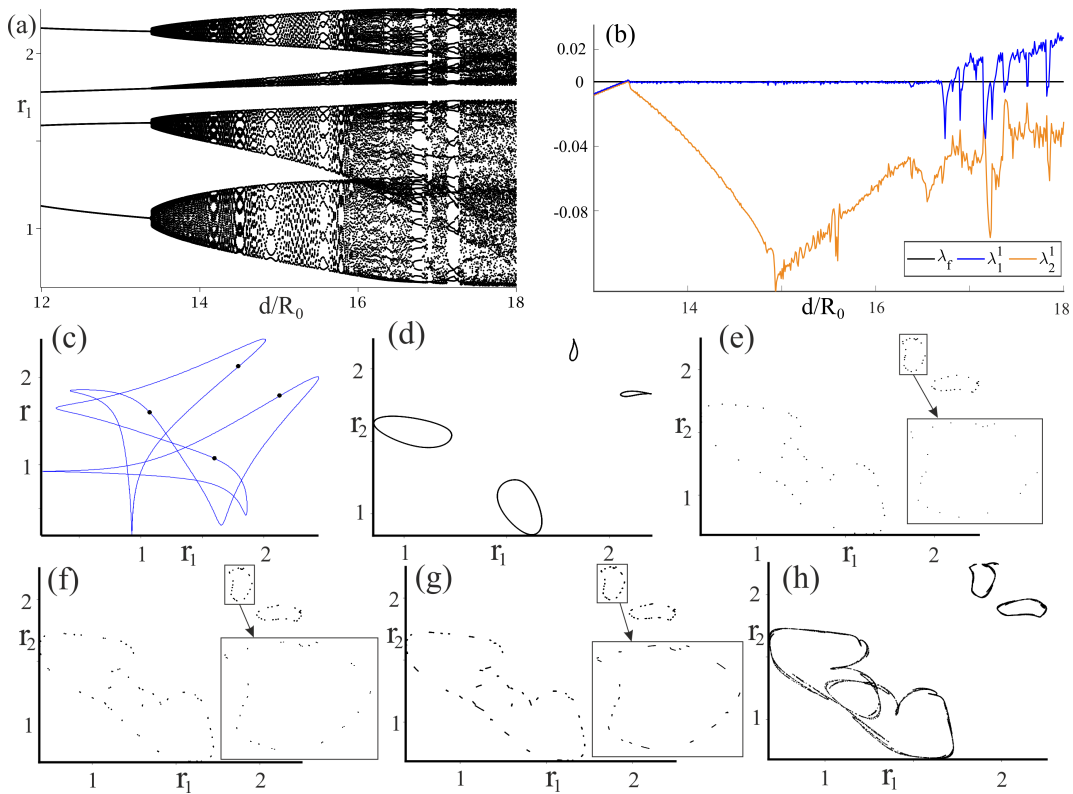 (a)
2
r₁
1
12
14
d/R₀
16
18
(b)
0.02
0
-0.04
-0.08
λ_f
λ₁¹
λ₂¹
14
d/R₀
16
18
(c)
2
r
1
1
r₁
2
(d)
2
r₂
1
1
r₁
2
(e)
2
r₂
1
1
r₁
2
(f)
2
r₂
1
1
r₁
2
(g)
2
r₂
1
1
r₁
2
(h)
2
r₂
1
1
r₁
2